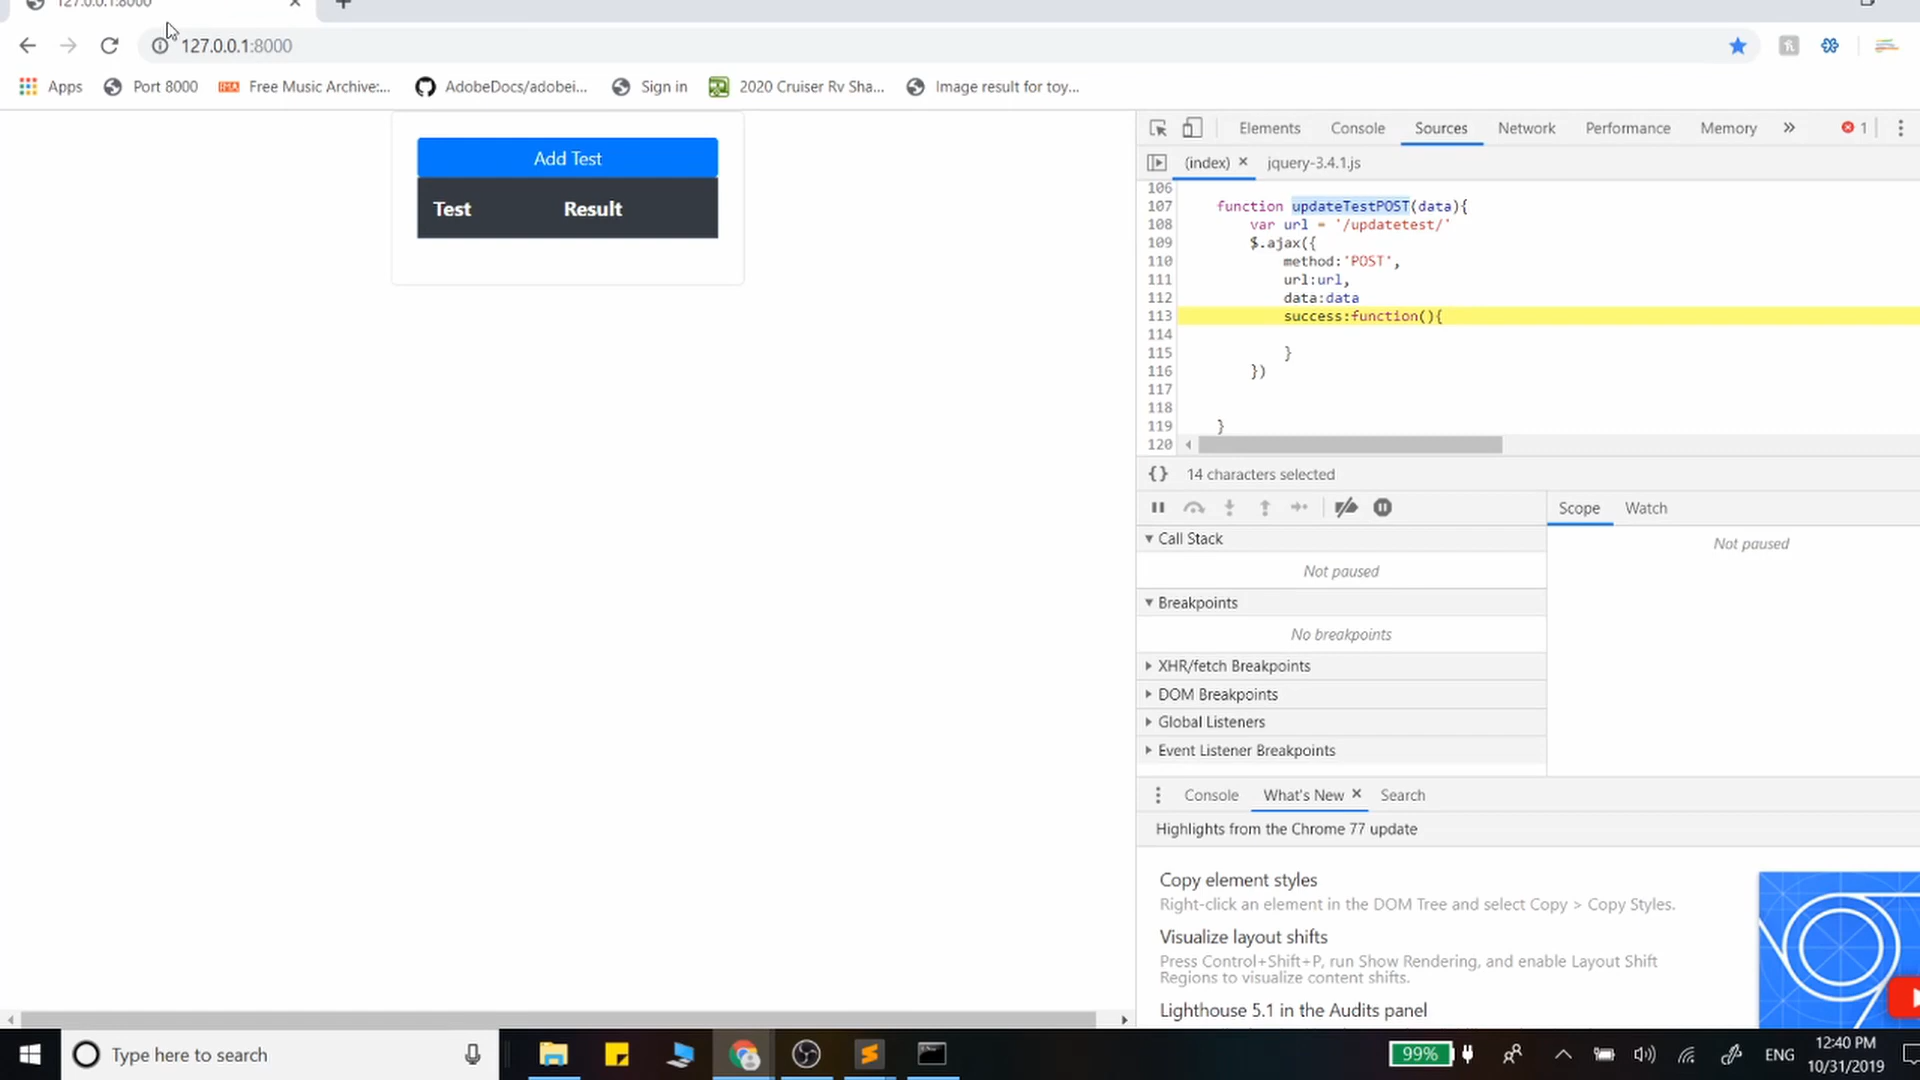 127.0.0.1:8000
127.0.0.1:8000
Apps Port 8000 IMA Free Music Archive:... AdobeDocs/adobei... Sign in 2020 Cruiser Rv Sha... Image result for toy...
Add Test
Test Result
Elements Console Sources Network Performance Memory » 1
(index) × jquery-3.4.1.js
106
107 function updateTestPOST(data){
108 var url = '/updatetest/'
109 $.ajax({
110 method:'POST',
111 url:url,
112 data:data
113 success:function(){
114
115 }
116 })
117
118
119 }
120
{} 14 characters selected
Scope Watch
Call Stack
Not paused
Not paused
Breakpoints
No breakpoints
XHR/fetch Breakpoints
DOM Breakpoints
Global Listeners
Event Listener Breakpoints
Console What's New × Search
Highlights from the Chrome 77 update
Copy element styles
Right-click an element in the DOM Tree and select Copy > Copy Styles.
Visualize layout shifts
Press Control+Shift+P, run Show Rendering, and enable Layout Shift
Regions to visualize content shifts.
Lighthouse 5.1 in the Audits panel
Type here to search
99% ENG
12:40 PM
10/31/2019